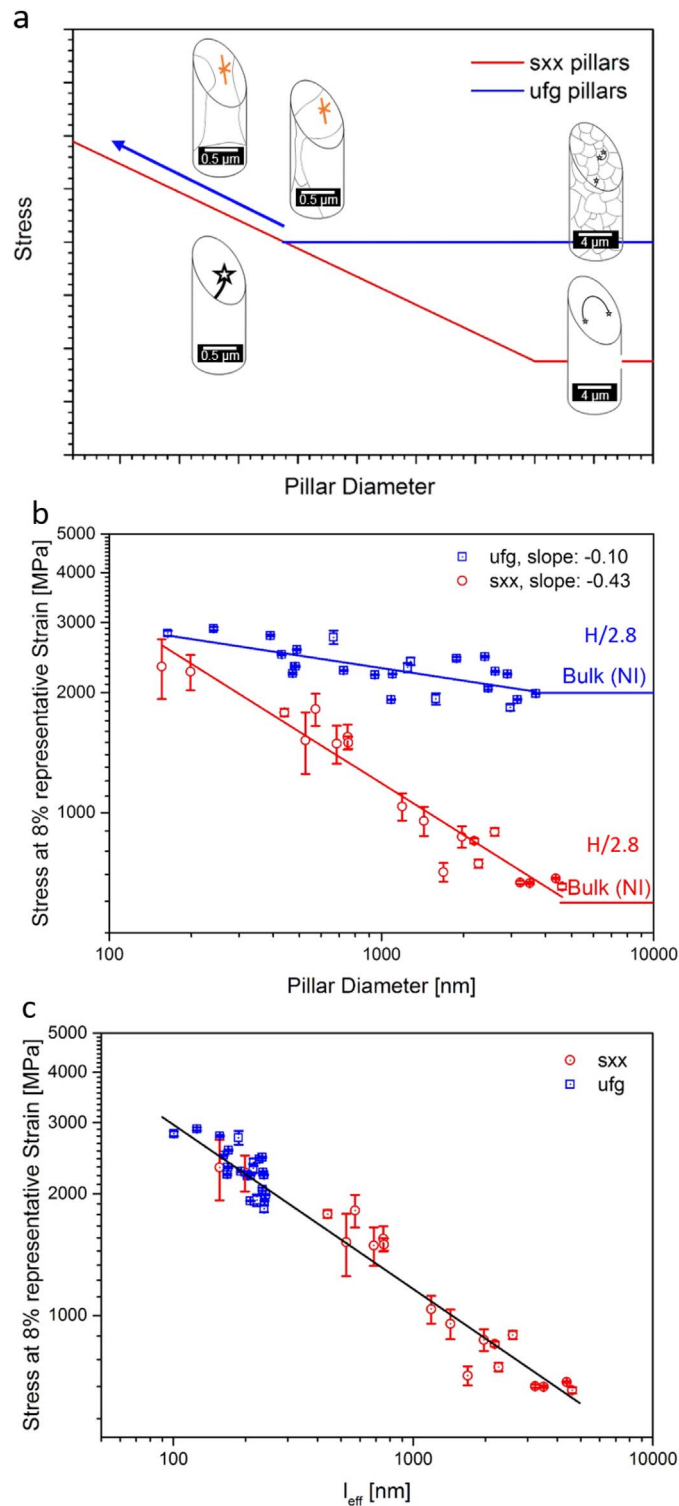 a
sxx pillars
ufg pillars
0.5 µm
0.5 µm
4 µm
0.5 µm
4 µm
Stress
Pillar Diameter
b
5000
4000
3000
2000
1000
ufg, slope: -0.10
sxx, slope: -0.43
H/2.8
Bulk (NI)
H/2.8
Bulk (NI)
Stress at 8% representative Strain [MPa]
100
1000
10000
Pillar Diameter [nm]
c
5000
4000
3000
2000
1000
sxx
ufg
Stress at 8% representative Strain [MPa]
100
1000
10000
l_eff [nm]